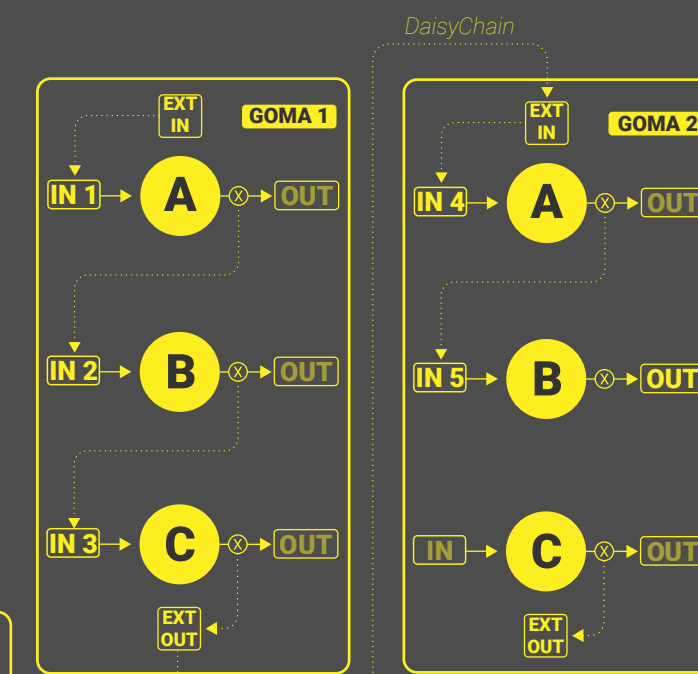 DaisyChain
EXT
IN
GOMA 1
IN 1
A
X
OUT
IN 2
B
X
OUT
IN 3
C
X
OUT
EXT
OUT
EXT
IN
GOMA 2
IN 4
A
X
OUT
IN 5
B
X
OUT
IN
C
X
OUT
EXT
OUT